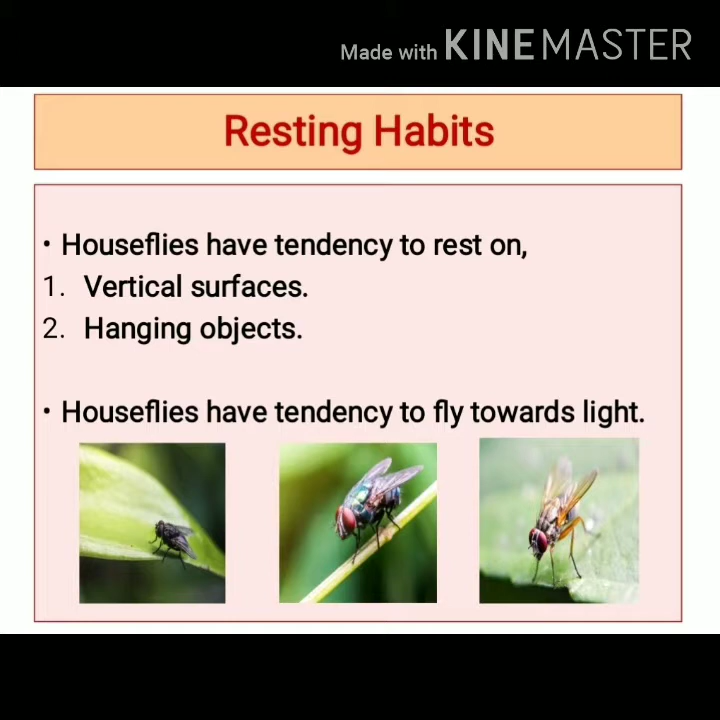 Made with KINEMASTER
Resting Habits
• Houseflies have tendency to rest on,
1. Vertical surfaces.
2. Hanging objects.
• Houseflies have tendency to fly towards light.